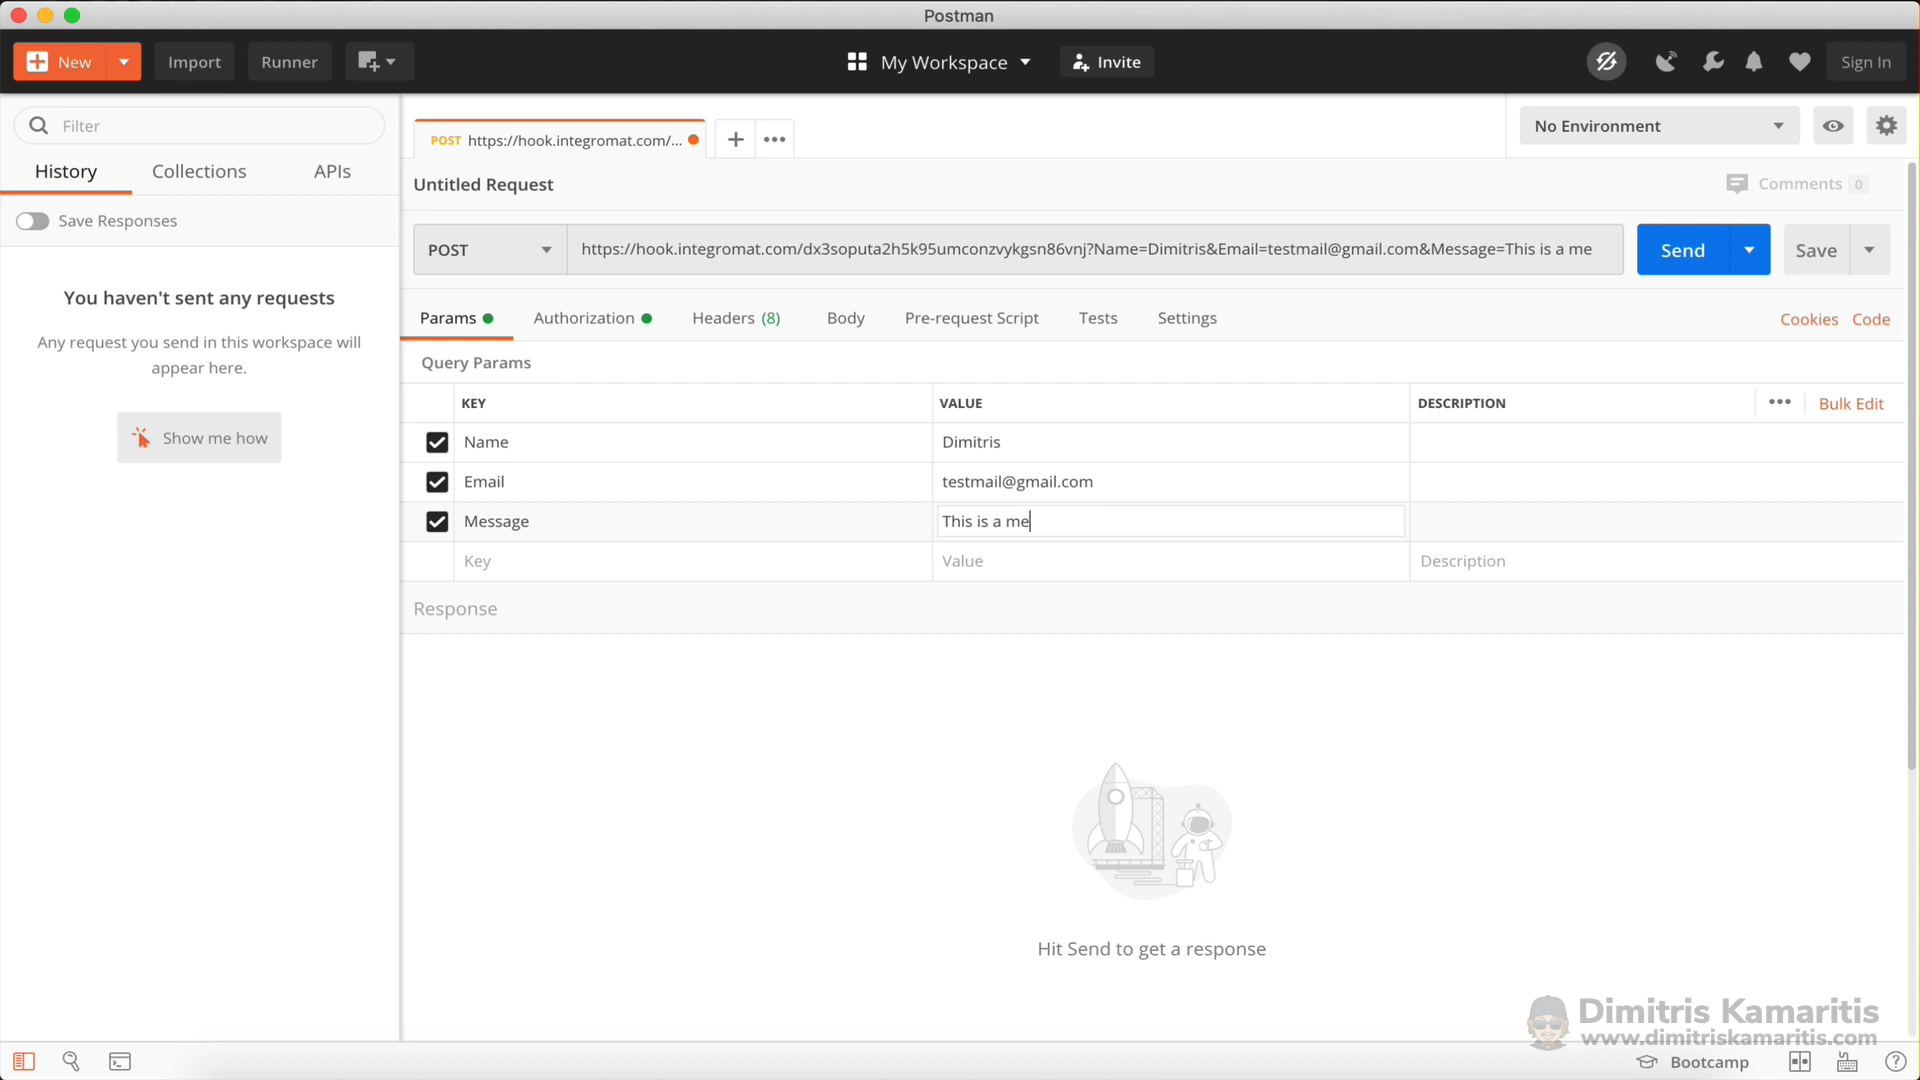 Postman
New
Import
Runner
My Workspace
Invite
Sign In
Filter
History
Collections
APIs
Save Responses
You haven't sent any requests
Any request you send in this workspace will
appear here.
Show me how
POST https://hook.integromat.com/...
No Environment
Untitled Request
Comments 0
POST
https://hook.integromat.com/dx3soputa2h5k95umconzvykgsn86vnj?Name=Dimitris&Email=testmail@gmail.com&Message=This is a me
Send
Save
Params
Authorization
Headers (8)
Body
Pre-request Script
Tests
Settings
Cookies
Code
Query Params
KEY
VALUE
DESCRIPTION
Bulk Edit
Name
Dimitris
Email
testmail@gmail.com
Message
This is a me
Key
Value
Description
Response
Hit Send to get a response
Dimitris Kamaritis
www.dimitriskamaritis.com
Bootcamp